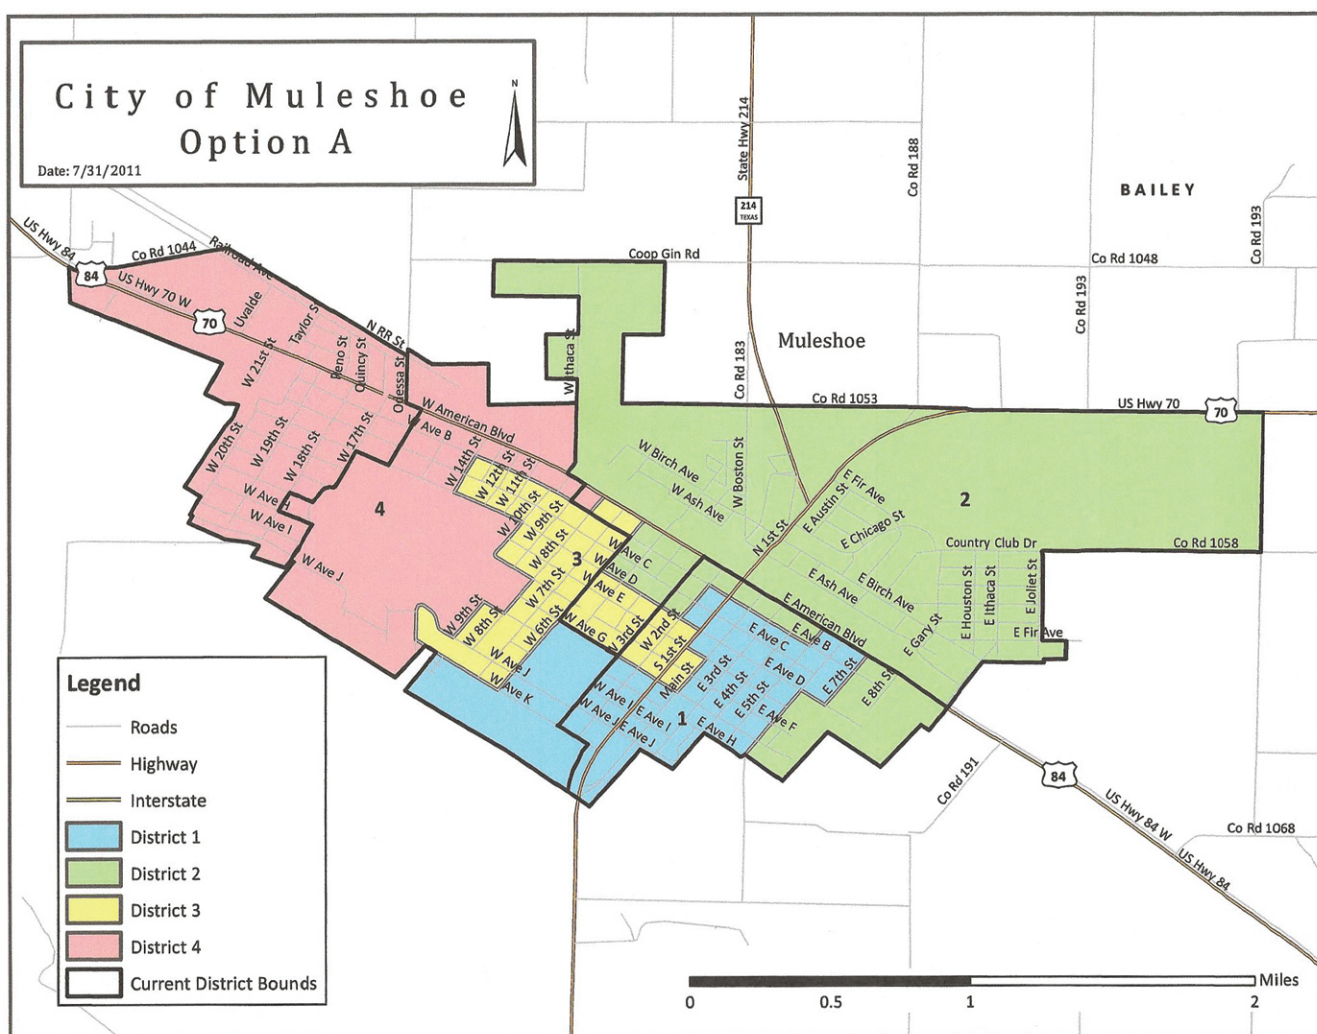 City of Muleshoe
Option A
Date: 7/31/2011
N
State Hwy 214
214
TEXAS
Co Rd 188
BAILEY
Co Rd 193
US Hwy 84
84
Co Rd 1044
Railroad Ave
Coop Gin Rd
Co Rd 1048
Co Rd 193
US Hwy 70 W
70
Uvalde
Taylor S
N RR St
Reno St
Quincy St
Odessa St
W 21st St
W Ithaca St
Muleshoe
Co Rd 183
Co Rd 1053
US Hwy 70
70
W American Blvd
W Ave B
W 20th St
W 19th St
W 18th St
W 17th St
W 14th St
W 12th St
W 11th St
W 10th St
W 9th St
W 8th St
W 7th St
W 6th St
W Birch Ave
W Ash Ave
W Boston St
E Fir Ave
E Austin St
E Chicago St
2
N 1st St
Country Club Dr
Co Rd 1058
W Ave H
W Ave I
W Ave J
4
3
W Ave C
W Ave D
W Ave E
W Ave G
W 3rd St
W 2nd St
S 1st St
Main St
E Ash Ave
E Birch Ave
E American Blvd
E Gary St
E Houston St
E Ithaca St
E Joliet St
E Fir Ave
W 9th St
W 8th St
W Ave J
W Ave K
E Ave B
E Ave C
E Ave D
E 3rd St
E 4th St
E 5th St
E 7th St
E 8th St
E Ave F
E Ave H
W Ave I
W Ave J
E Ave I
E Ave J
1
Co Rd 191
84
US Hwy 84 W
US Hwy 84
Co Rd 1068
Legend
Roads
Highway
Interstate
District 1
District 2
District 3
District 4
Current District Bounds
Miles
0 0.5 1 2